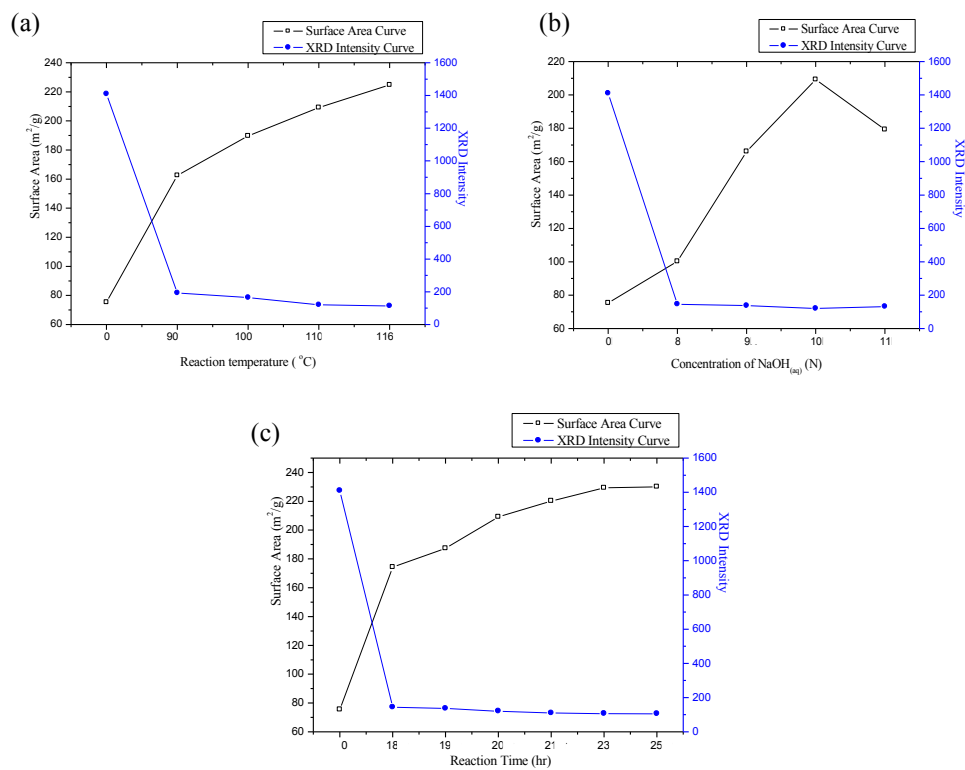 (a)
Surface Area Curve
XRD Intensity Curve
240
220
200
180
160
140
120
100
80
60
Surface Area (m²/g)
1600
1400
1200
1000
800
600
400
200
0
XRD Intensity
0 90 100 110 116
Reaction temperature ( °C)
(b)
Surface Area Curve
XRD Intensity Curve
220
200
180
160
140
120
100
80
60
Surface Area (m²/g)
1600
1400
1200
1000
800
600
400
200
0
XRD Intensity
0 8 9 10 11
Concentration of NaOH(aq) (N)
(c)
Surface Area Curve
XRD Intensity Curve
240
220
200
180
160
140
120
100
80
60
Surface Area (m²/g)
1600
1400
1200
1000
800
600
400
200
0
XRD Intensity
0 18 19 20 21 23 25
Reaction Time (hr)